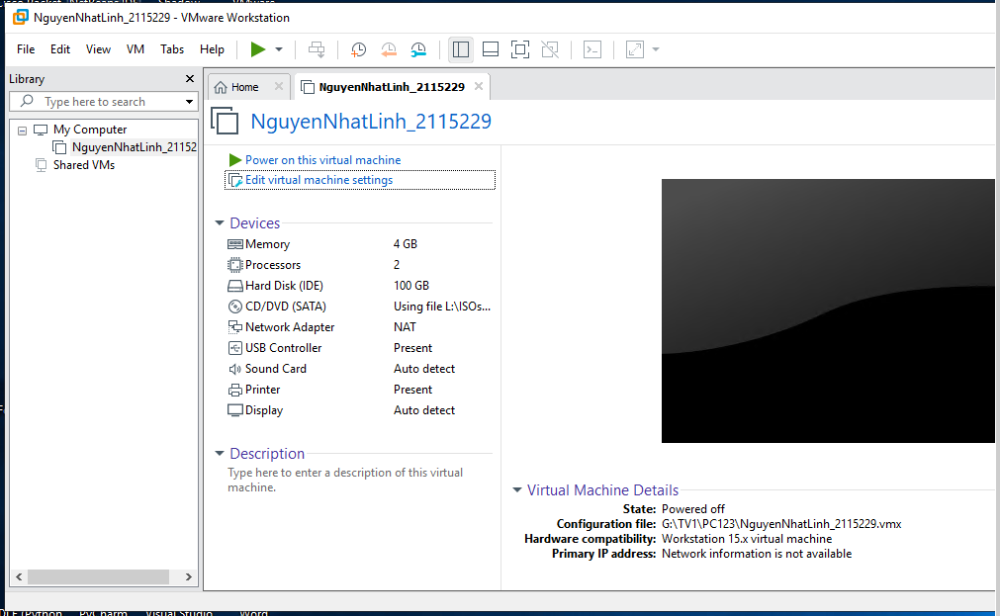 NguyenNhatLinh_2115229 - VMware Workstation
File Edit View VM Tabs Help
Library
Type here to search
My Computer
NguyenNhatLinh_21152
Shared VMs
Home
NguyenNhatLinh_2115229
NguyenNhatLinh_2115229
Power on this virtual machine
Edit virtual machine settings
Devices
Memory 4 GB
Processors 2
Hard Disk (IDE) 100 GB
CD/DVD (SATA) Using file L:\ISOs...
Network Adapter NAT
USB Controller Present
Sound Card Auto detect
Printer Present
Display Auto detect
Description
Type here to enter a description of this virtual
machine.
Virtual Machine Details
State: Powered off
Configuration file: G:\TV1\PC123\NguyenNhatLinh_2115229.vmx
Hardware compatibility: Workstation 15.x virtual machine
Primary IP address: Network information is not available
PyCharm Visual Studio Word